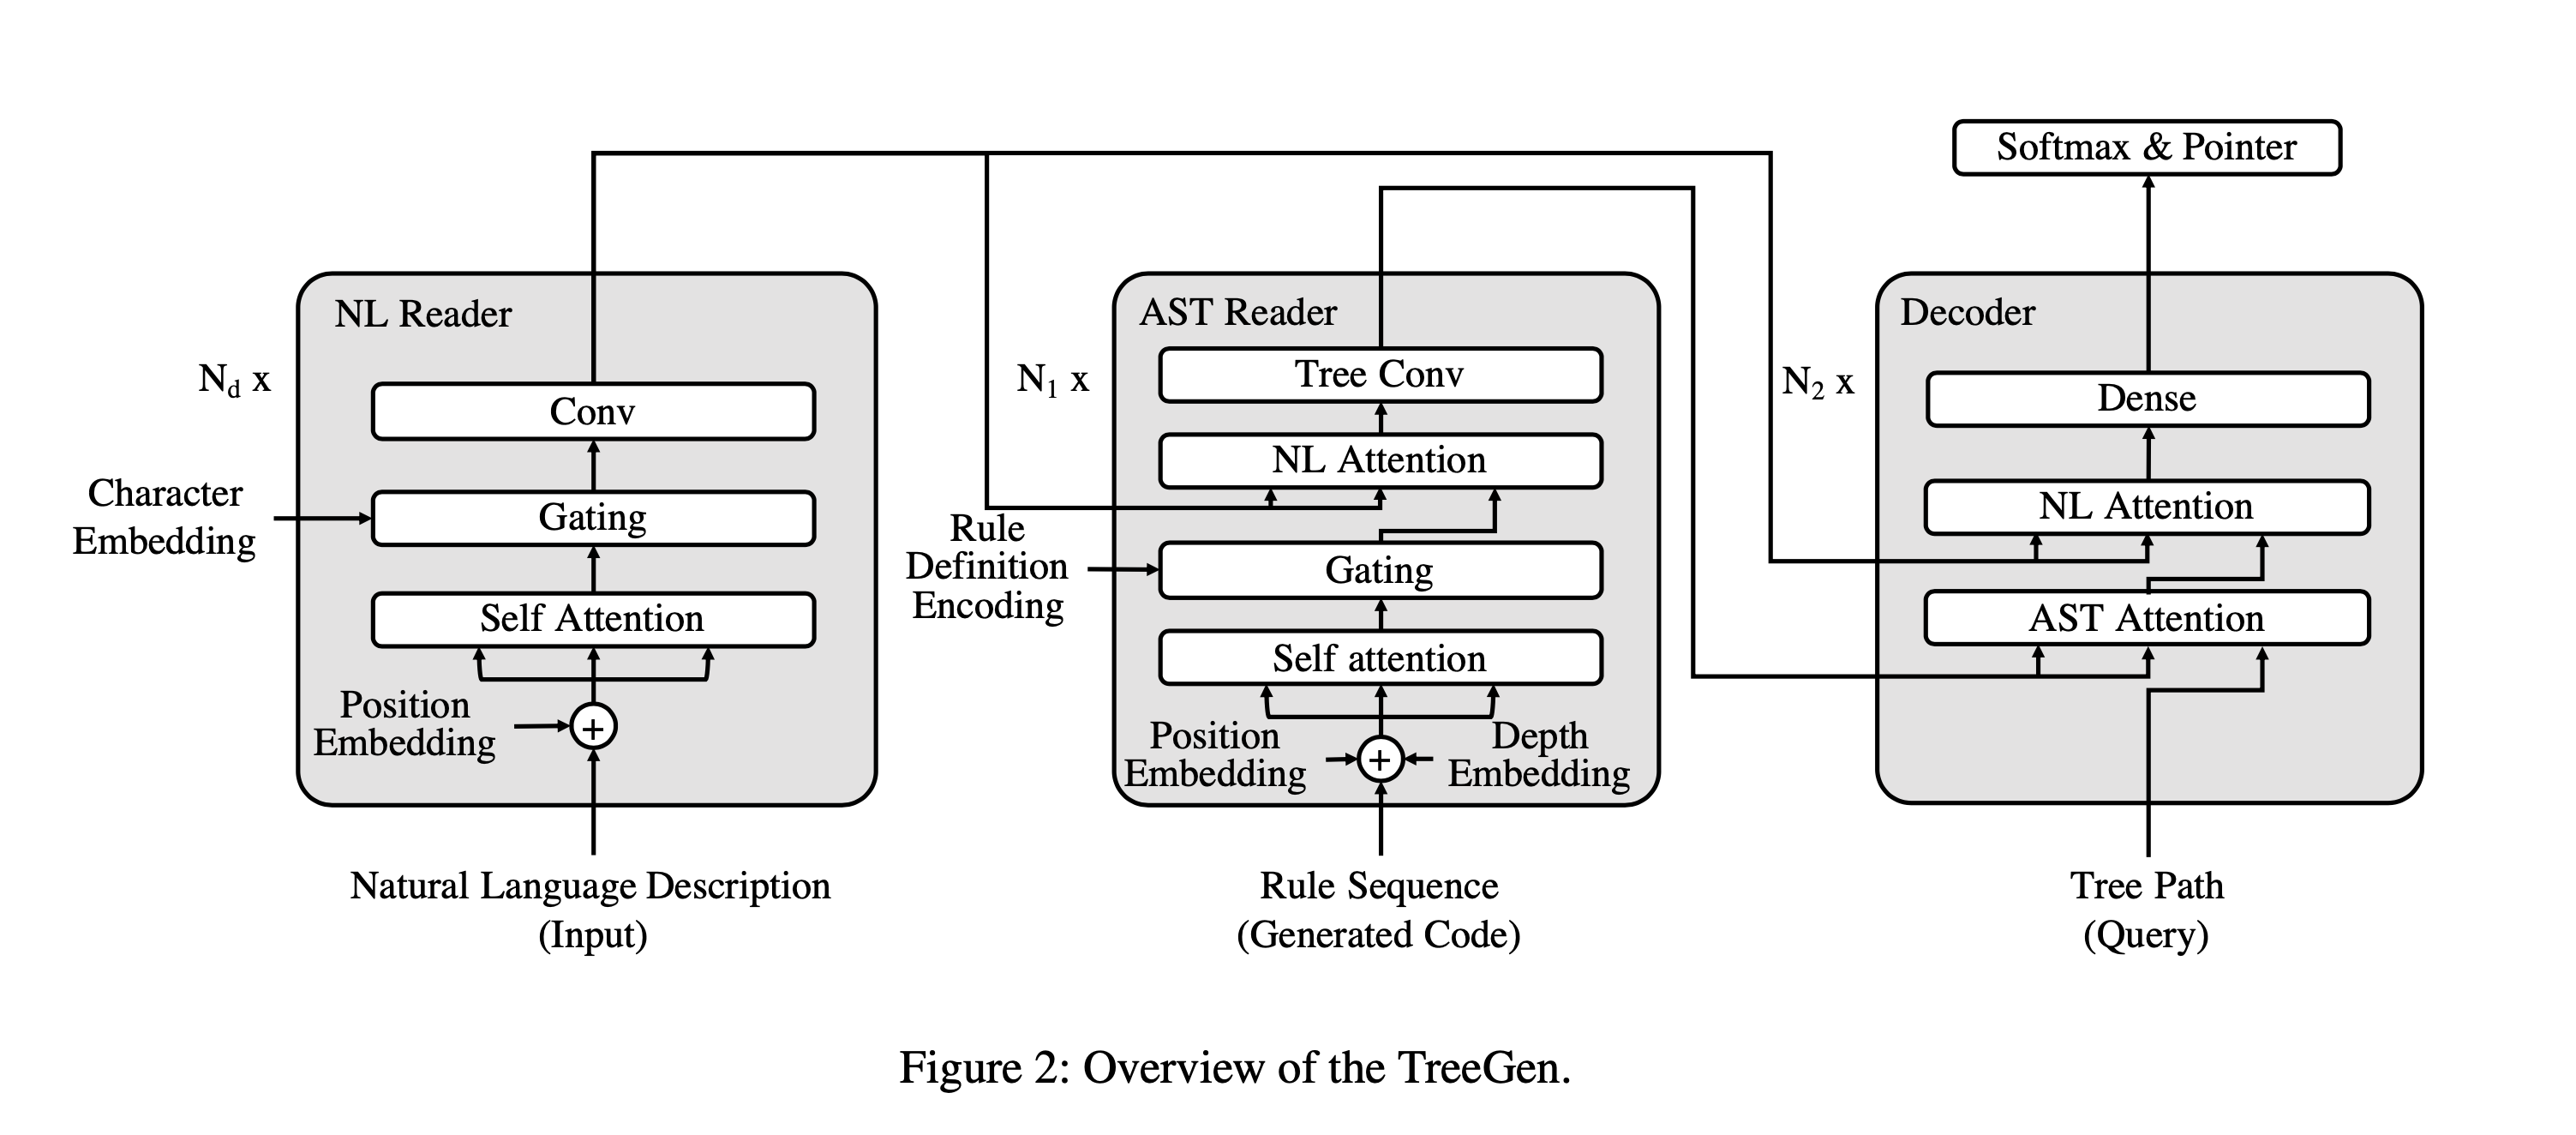 Softmax & Pointer
NL Reader
N_d x
Conv
Character
Embedding
Gating
Self Attention
Position
Embedding
+
Natural Language Description
(Input)
AST Reader
N_1 x
Tree Conv
NL Attention
Rule
Definition
Encoding
Gating
Self attention
Position
Embedding
+
Depth
Embedding
Rule Sequence
(Generated Code)
Decoder
N_2 x
Dense
NL Attention
AST Attention
Tree Path
(Query)
Figure 2: Overview of the TreeGen.